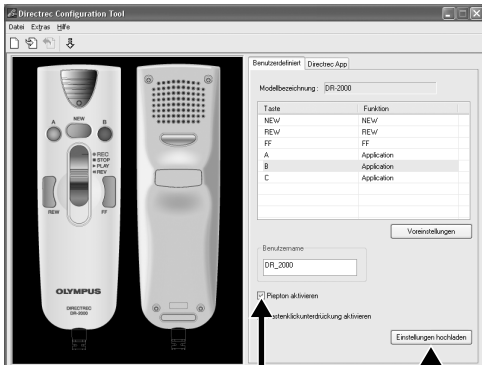 Directrec Configuration Tool
Datei Extras Hilfe
Benutzerdefiniert Directrec App
Modellbezeichnung : DR-2000
Taste Funktion
NEW NEW
REW REW
FF FF
A Application
B Application
C Application
Voreinstellungen
Benutzername
DR_2000
Piepton aktivieren
astenklickunterdrückung aktivieren
Einstellungen hochladen
A NEW B
REC
STOP
PLAY
REV
REW FF
OLYMPUS
DIRECTREC
DR-2000